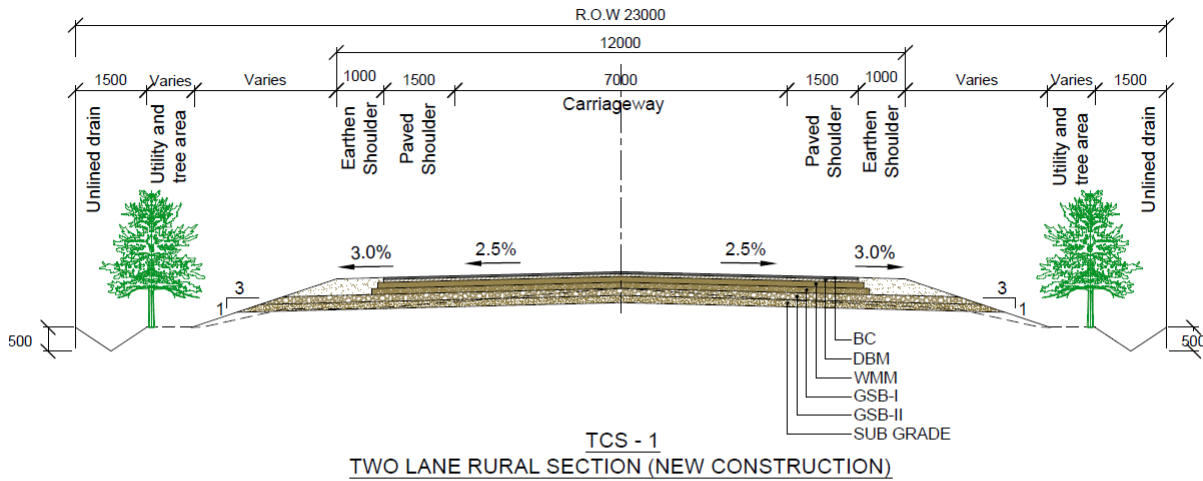 R.O.W 23000
12000
1500 Varies Varies 1000 1500 7000 1500 1000 Varies Varies 1500
Carriageway
Unlined drain
Utility and
tree area
Earthen
Shoulder
Paved
Shoulder
Paved
Shoulder
Earthen
Shoulder
Utility and
tree area
Unlined drain
3.0% 2.5% 2.5% 3.0%
3
1
3
1
500
500
BC
DBM
WMM
GSB-I
GSB-II
SUB GRADE
TCS - 1
TWO LANE RURAL SECTION (NEW CONSTRUCTION)